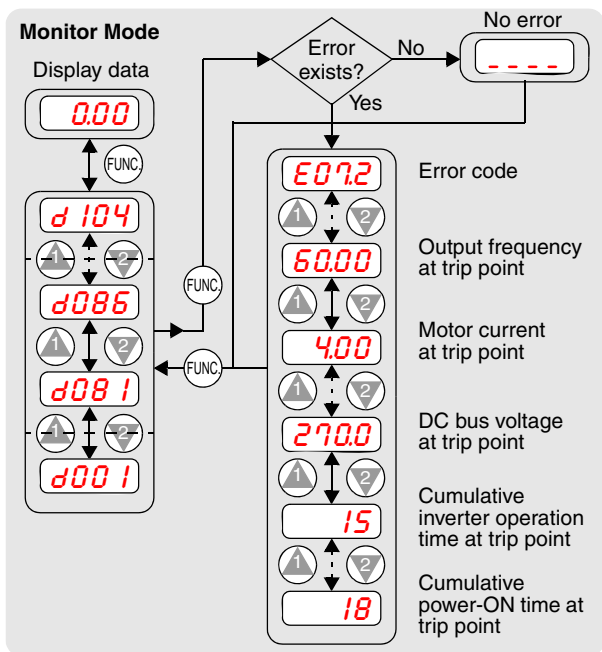 Monitor Mode
Display data
0.00
FUNC.
d104
1 2
d086
1 2
d081
1 2
d001
FUNC.
FUNC.
Error
exists?
No
Yes
No error
_ _ _ _
E07.2
Error code
1 2
60.00
Output frequency
at trip point
1 2
4.00
Motor current
at trip point
1 2
270.0
DC bus voltage
at trip point
1 2
15
Cumulative
inverter operation
time at trip point
1 2
18
Cumulative
power-ON time at
trip point